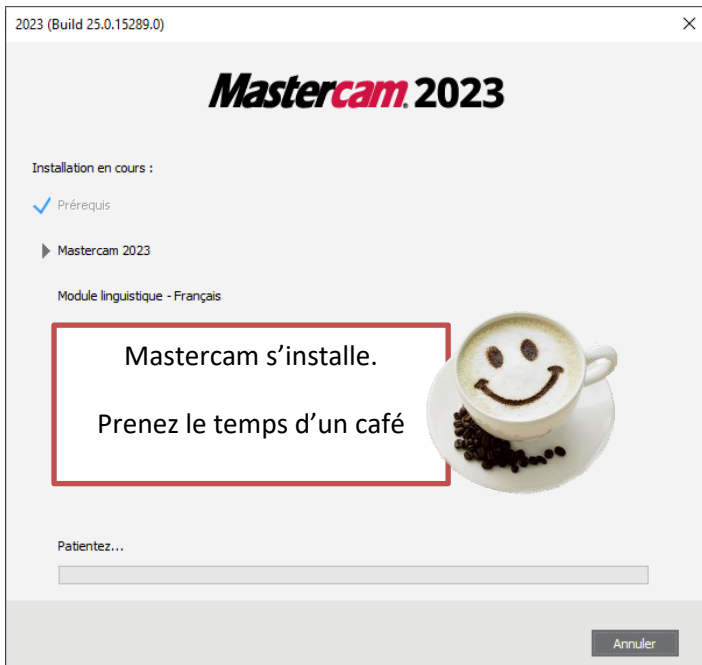 2023 (Build 25.0.15289.0)
Mastercam. 2023
Installation en cours :
Prérequis
Mastercam 2023
Module linguistique - Français
Mastercam s’installe.
Prenez le temps d’un café
Patientez...
Annuler